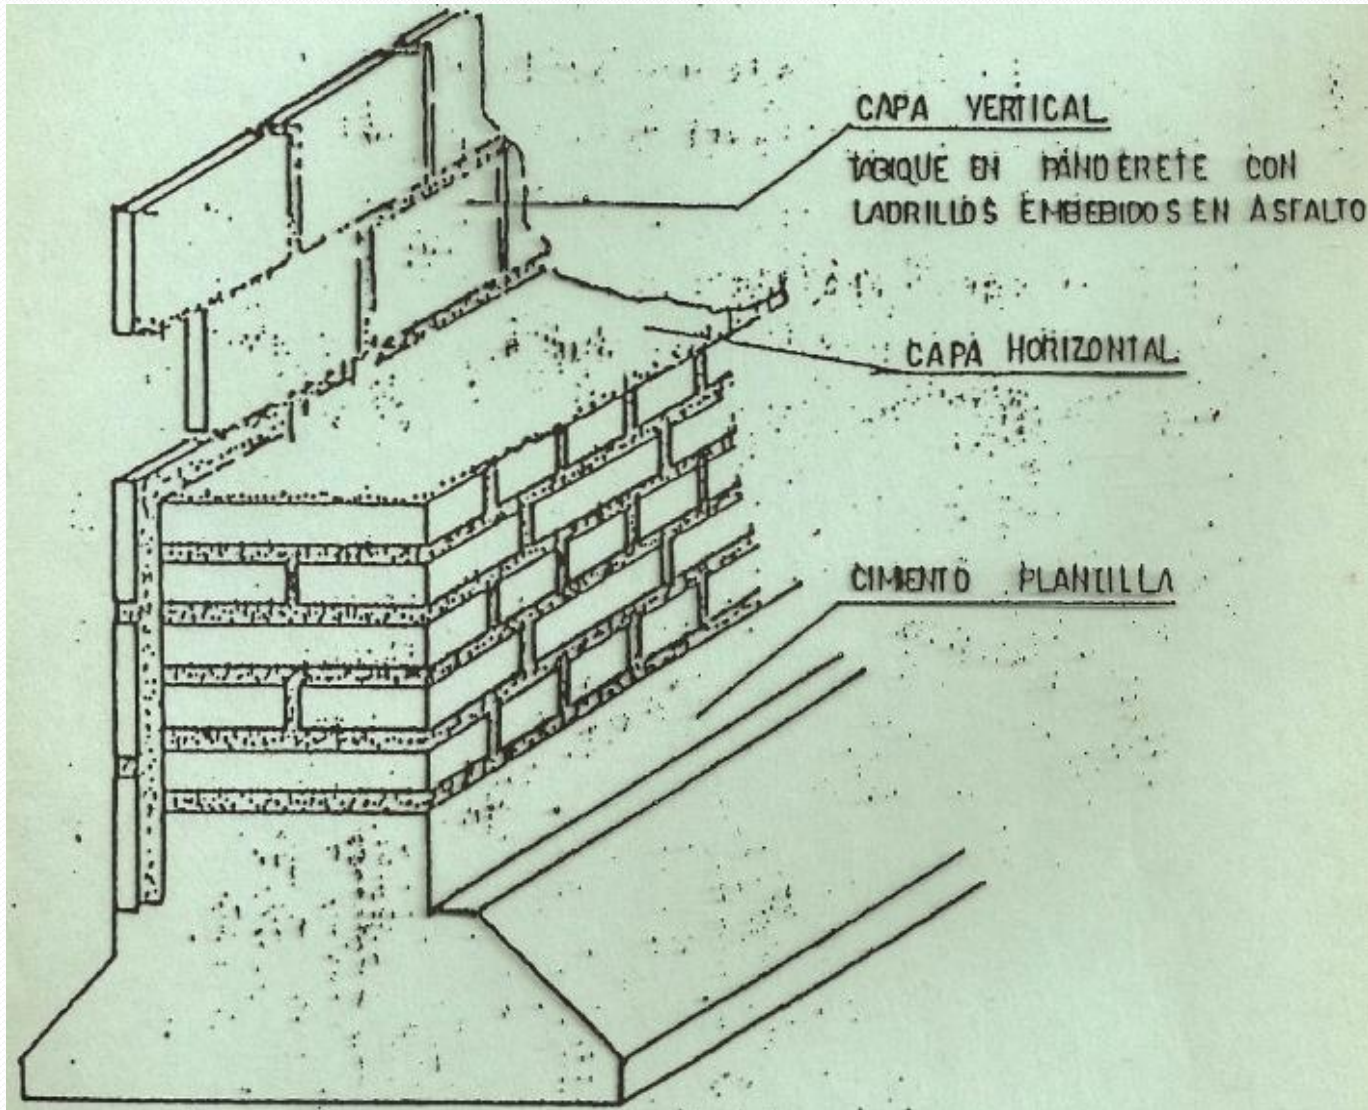 CAPA VERTICAL
TABIQUE EN PANDERETE CON
LADRILLOS EMBEBIDOS EN ASFALTO
CAPA HORIZONTAL
CIMIENTO PLANTILLA